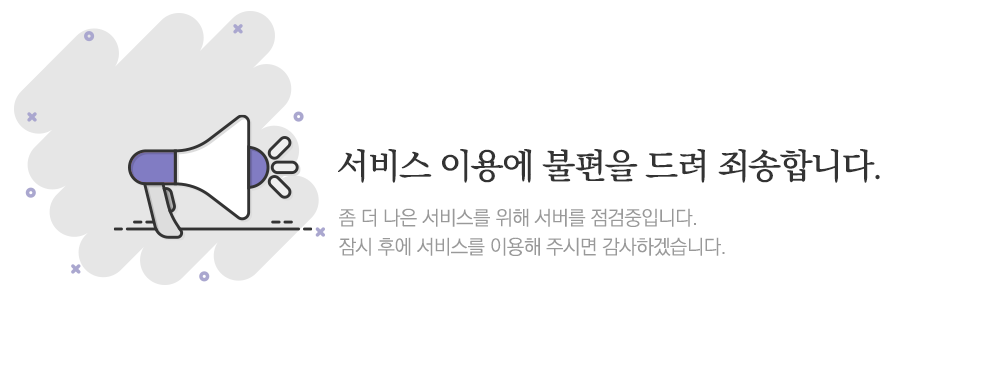 서비스 이용에 불편을 드려 죄송합니다.
좀 더 나은 서비스를 위해 서버를 점검중입니다.
잠시 후에 서비스를 이용해 주시면 감사하겠습니다.